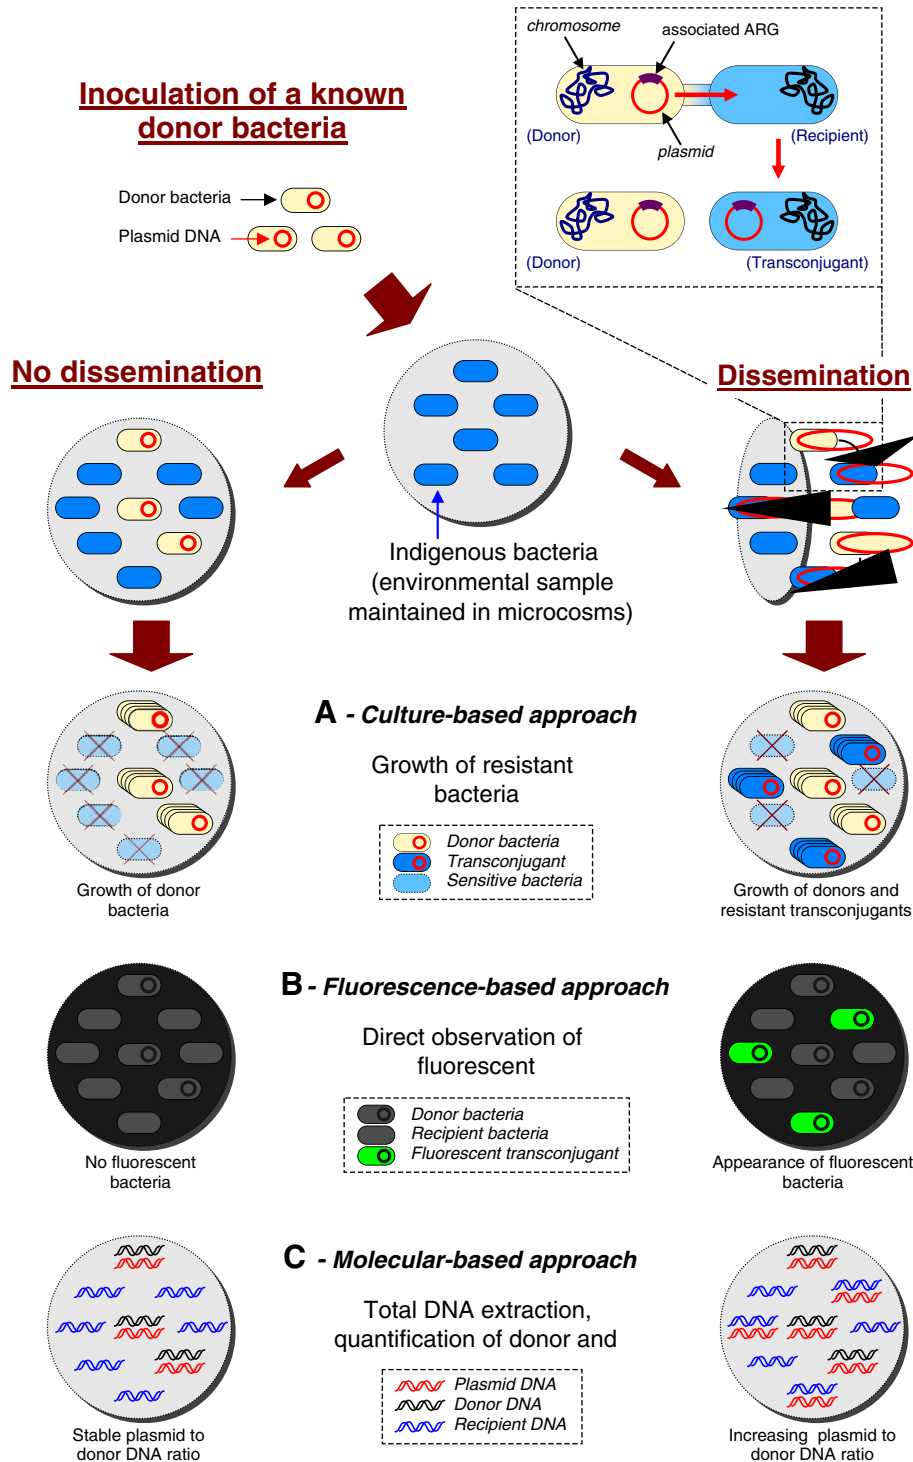 chromosome
associated ARG
Inoculation of a known
donor bacteria
(Donor)
(Recipient)
plasmid
Donor bacteria
Plasmid DNA
(Donor)
(Transconjugant)
No dissemination
Dissemination
Indigenous bacteria
(environmental sample
maintained in microcosms)
A - Culture-based approach
Growth of resistant
bacteria
Donor bacteria
Transconjugant
Sensitive bacteria
Growth of donor
bacteria
Growth of donors and
resistant transconjugants
B - Fluorescence-based approach
Direct observation of
fluorescent
Donor bacteria
Recipient bacteria
Fluorescent transconjugant
No fluorescent
bacteria
Appearance of fluorescent
bacteria
C - Molecular-based approach
Total DNA extraction,
quantification of donor and
Plasmid DNA
Donor DNA
Recipient DNA
Stable plasmid to
donor DNA ratio
Increasing plasmid to
donor DNA ratio